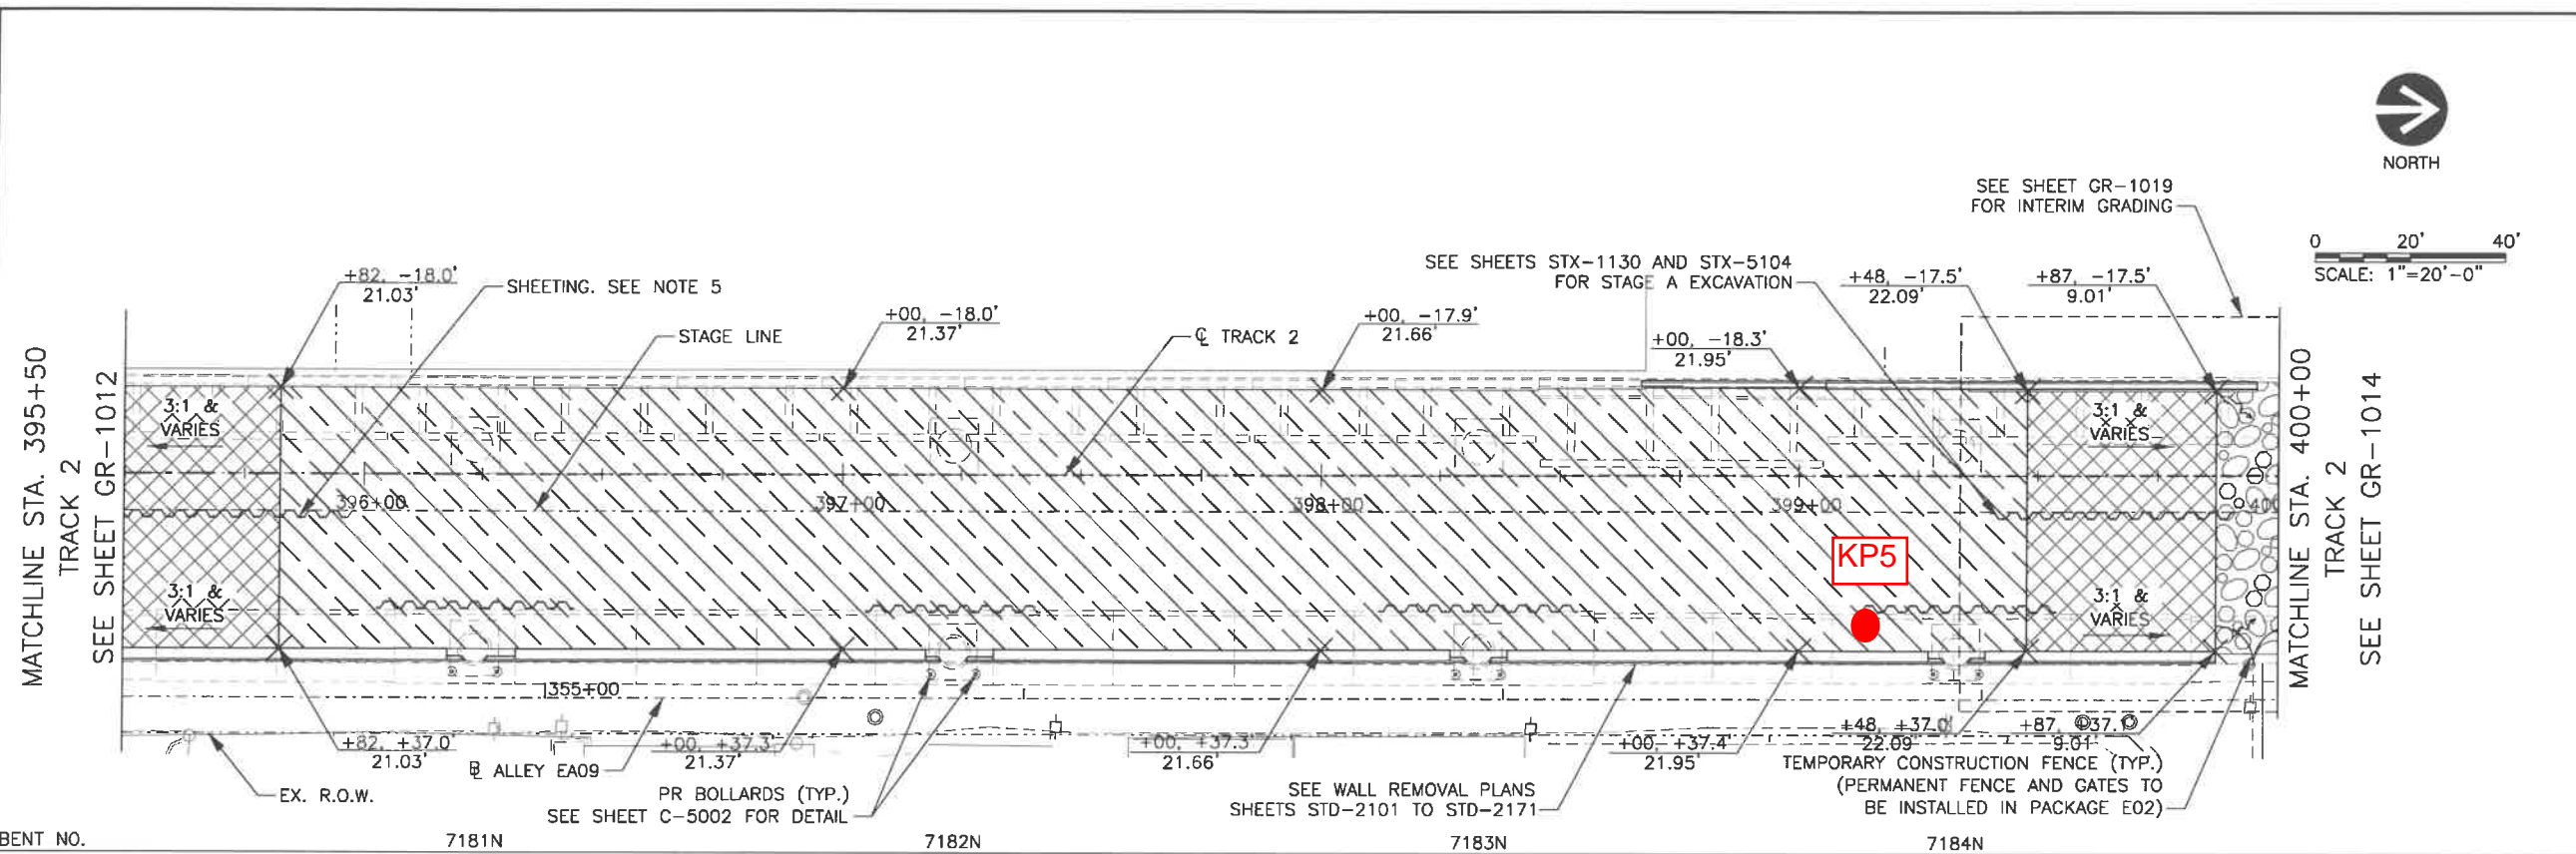 NORTH
0 20' 40'
SCALE: 1"=20'-0"
SEE SHEET GR-1019
FOR INTERIM GRADING
SEE SHEETS STX-1130 AND STX-5104
FOR STAGE A EXCAVATION
+82, -18.0'
21.03'
SHEETING. SEE NOTE 5
STAGE LINE
+00, -18.0'
21.37'
℄ TRACK 2
+00, -17.9'
21.66'
+00, -18.3'
21.95'
+48, -17.5'
22.09'
+87, -17.5'
9.01'
MATCHLINE STA. 395+50
TRACK 2
SEE SHEET GR-1012
3:1 &
VARIES
3:1 &
VARIES
396+00
397+00
398+00
399+00
400
KP5
3:1 &
VARIES
3:1 &
VARIES
MATCHLINE STA. 400+00
TRACK 2
SEE SHEET GR-1014
1355+00
+82, +37.0'
21.03'
+00, +37.3'
21.37'
+00, +37.3'
21.66'
+00, +37.4'
21.95'
+48, +37.0'
22.09'
+87, +37.1'
9.01'
EX. R.O.W.
BL ALLEY EA09
PR BOLLARDS (TYP.)
SEE SHEET C-5002 FOR DETAIL
SEE WALL REMOVAL PLANS
SHEETS STD-2101 TO STD-2171
TEMPORARY CONSTRUCTION FENCE (TYP.)
(PERMANENT FENCE AND GATES TO
BE INSTALLED IN PACKAGE E02)
BENT NO. 7181N 7182N 7183N 7184N